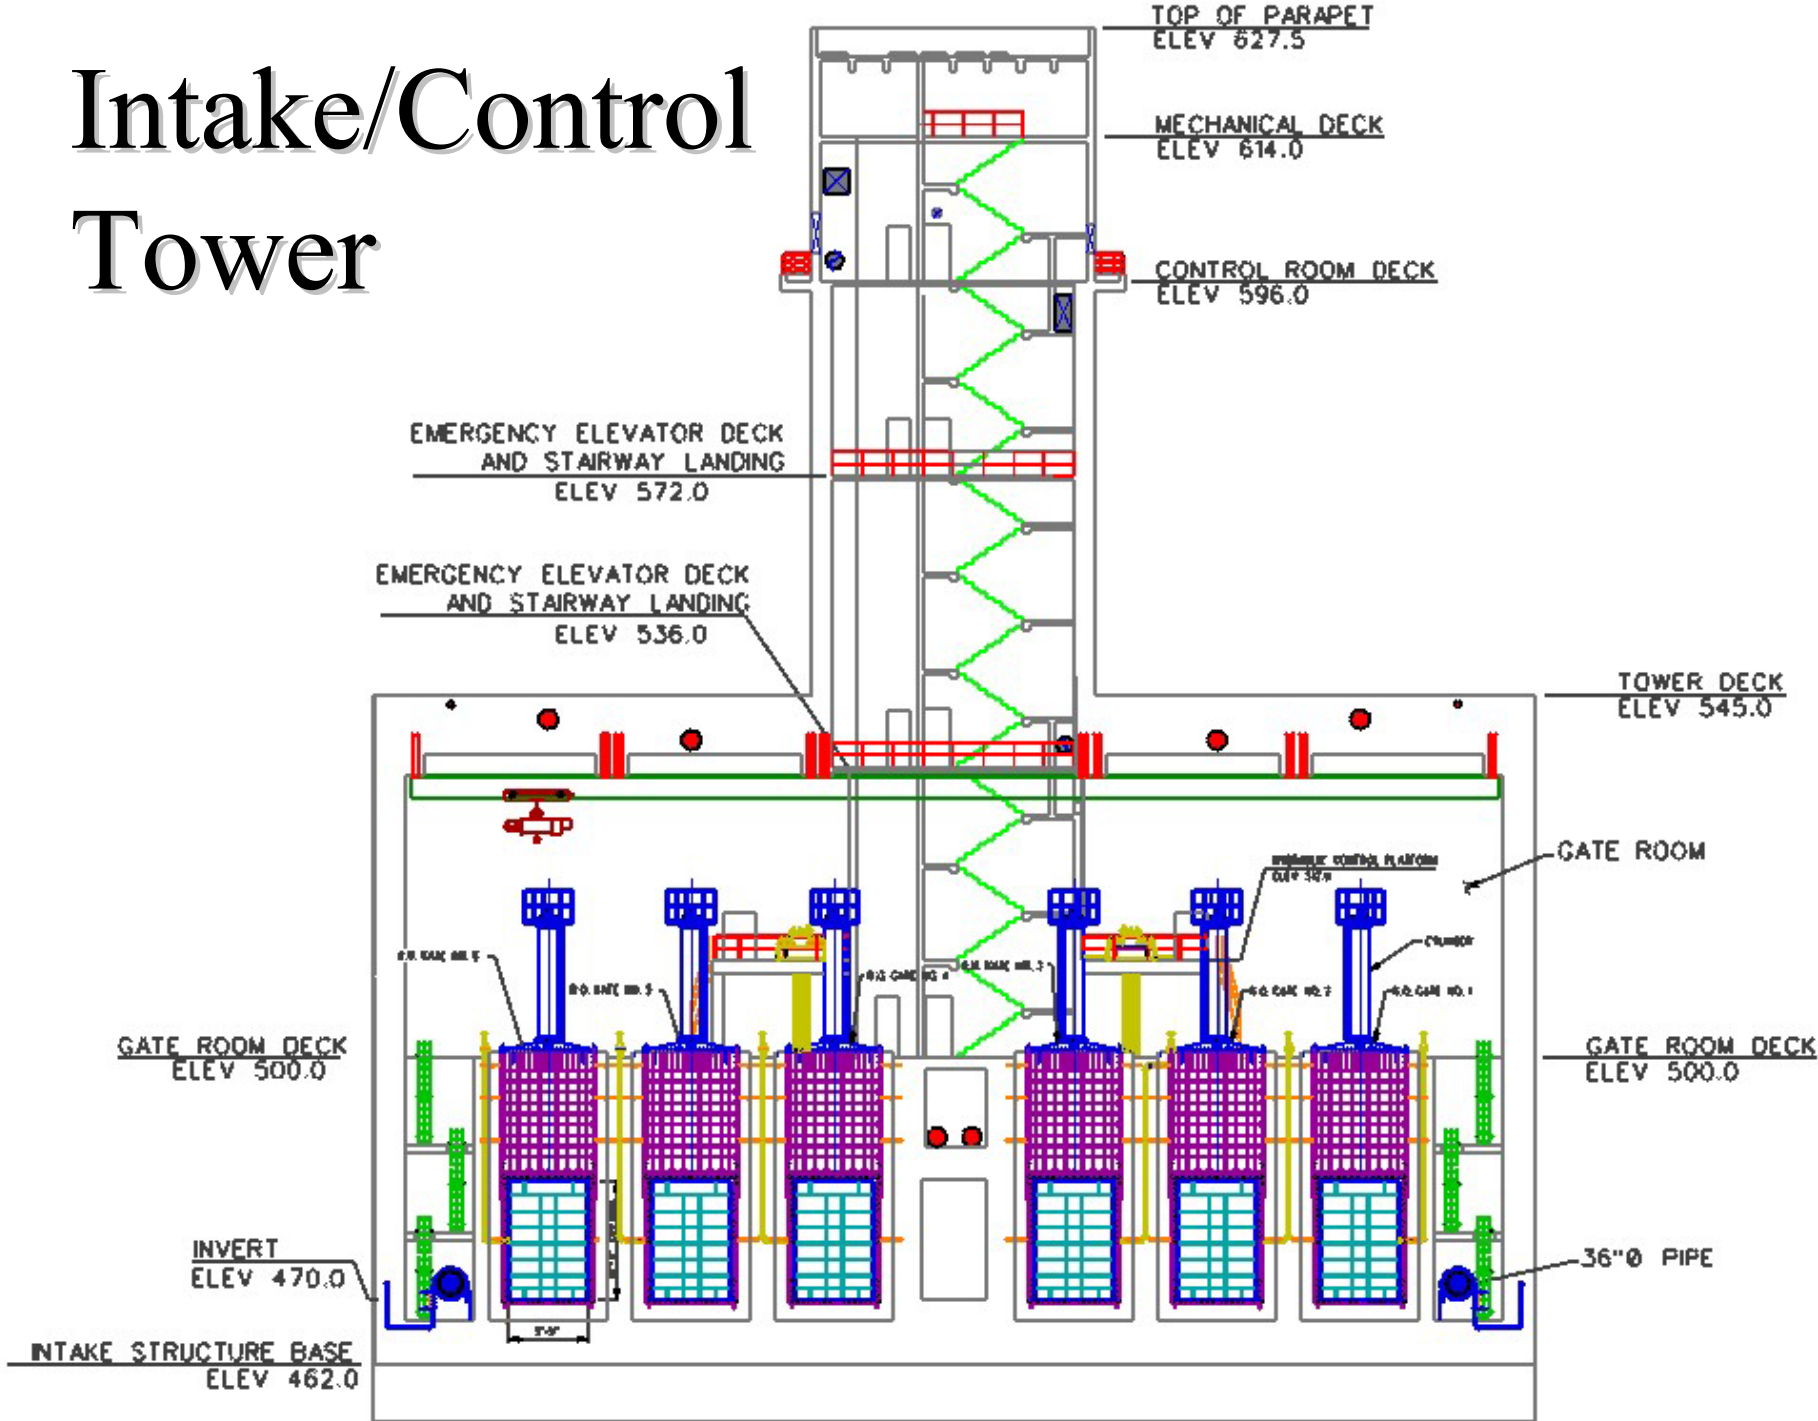 Intake/Control
Tower
TOP OF PARAPET
ELEV 627.5
MECHANICAL DECK
ELEV 614.0
CONTROL ROOM DECK
ELEV 596.0
EMERGENCY ELEVATOR DECK
AND STAIRWAY LANDING
ELEV 572.0
EMERGENCY ELEVATOR DECK
AND STAIRWAY LANDING
ELEV 536.0
TOWER DECK
ELEV 545.0
GATE ROOM
CONTROL PLATFORM
CYLINDER
GATE ROOM DECK
ELEV 500.0
GATE ROOM DECK
ELEV 500.0
INVERT
ELEV 470.0
36"Ø PIPE
INTAKE STRUCTURE BASE
ELEV 462.0